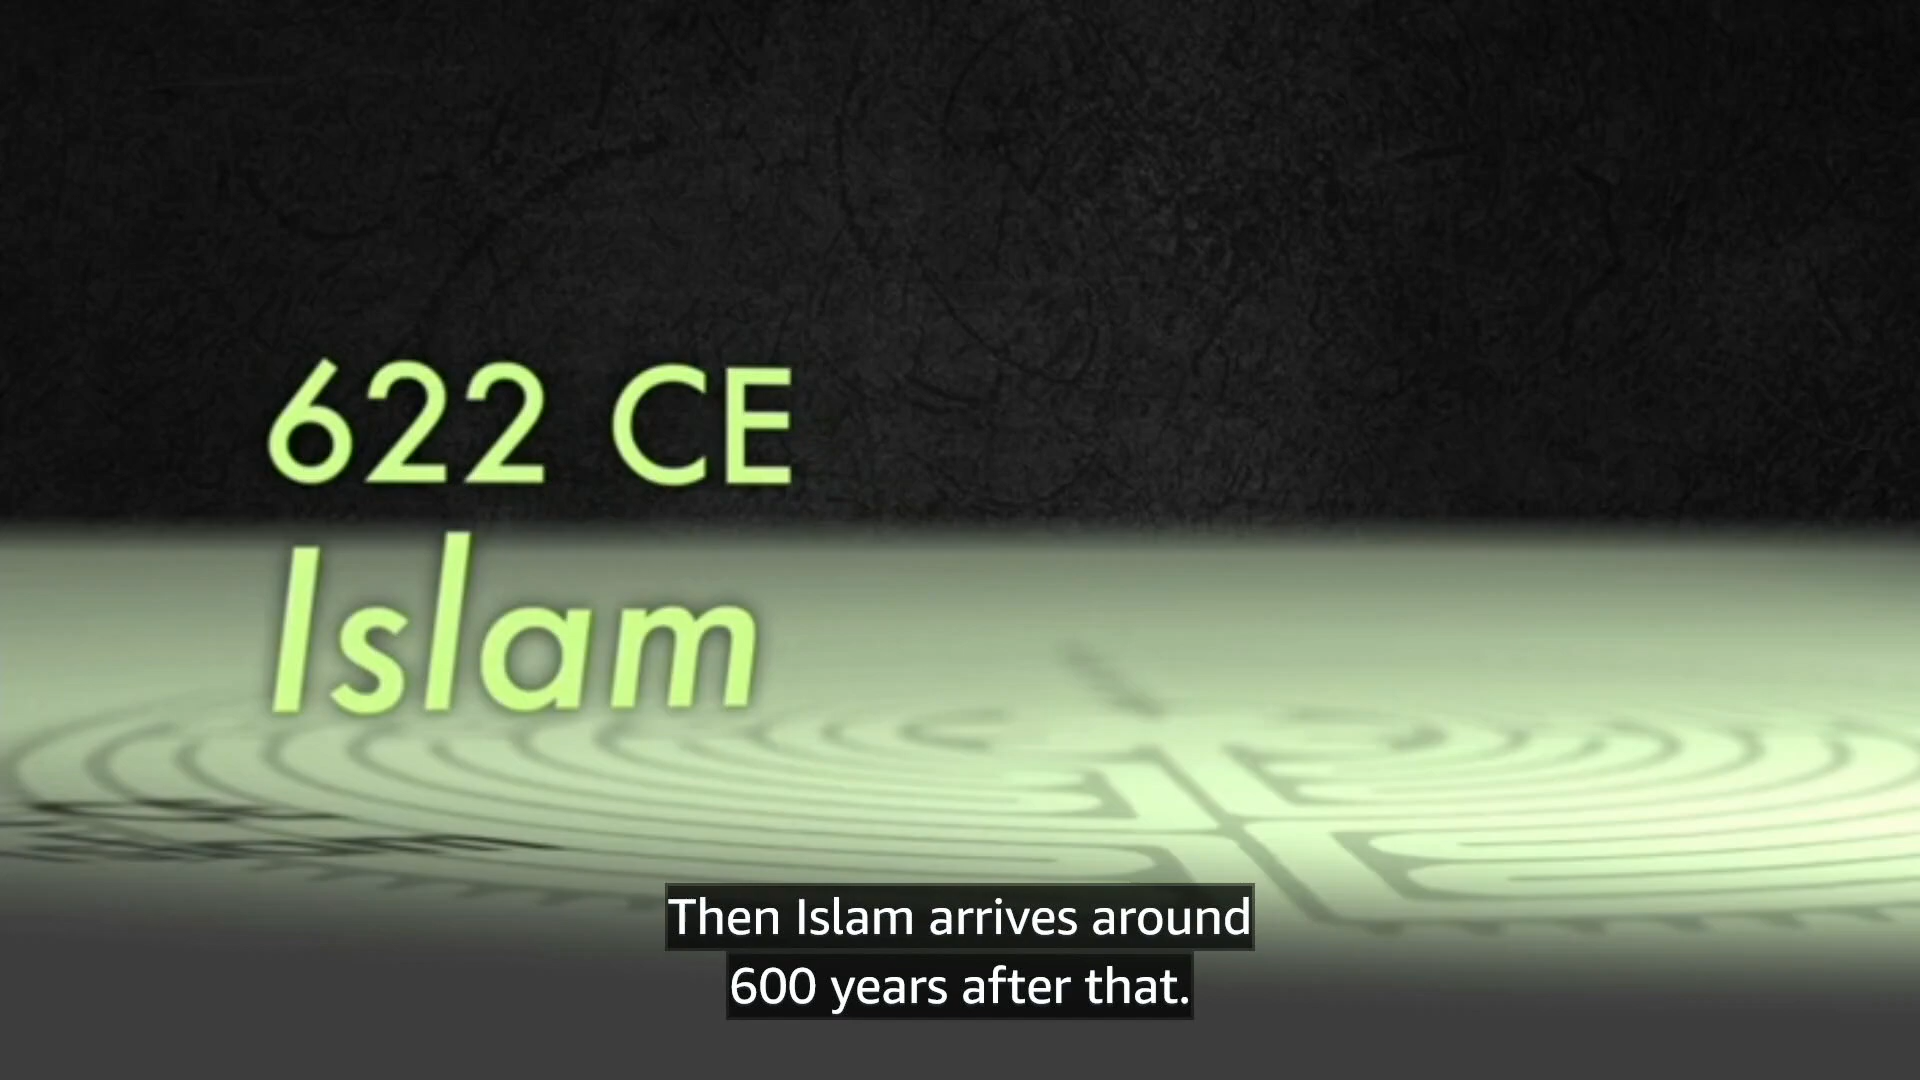 622 CE
Islam
Then Islam arrives around
600 years after that.